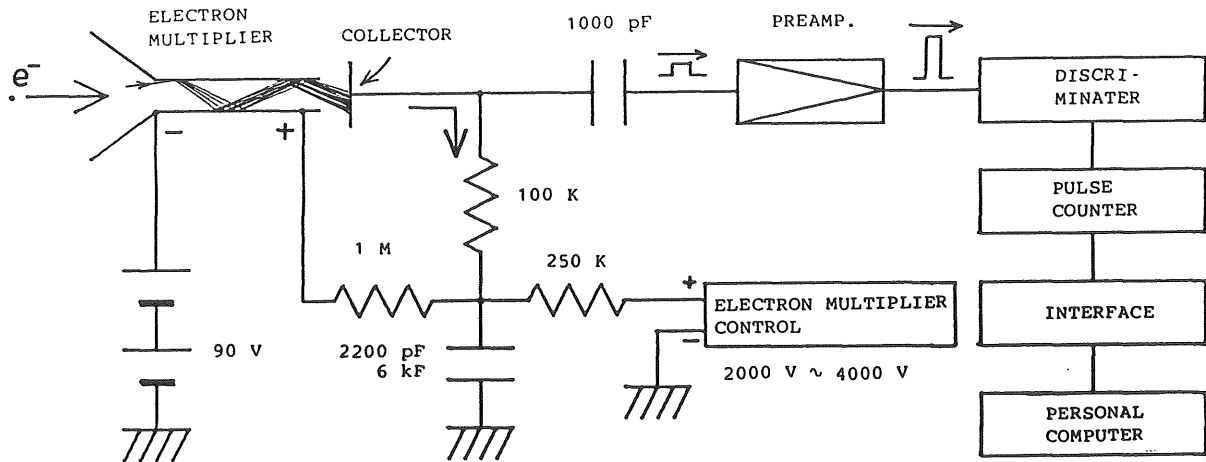 ELECTRON
MULTIPLIER
COLLECTOR
1000 pF
PREAMP.
e-
DISCRI-
MINATER
-
+
100 K
PULSE
COUNTER
1 M
250 K
+
-
ELECTRON MULTIPLIER
CONTROL
INTERFACE
90 V
2200 pF
6 kF
2000 V ~ 4000 V
PERSONAL
COMPUTER